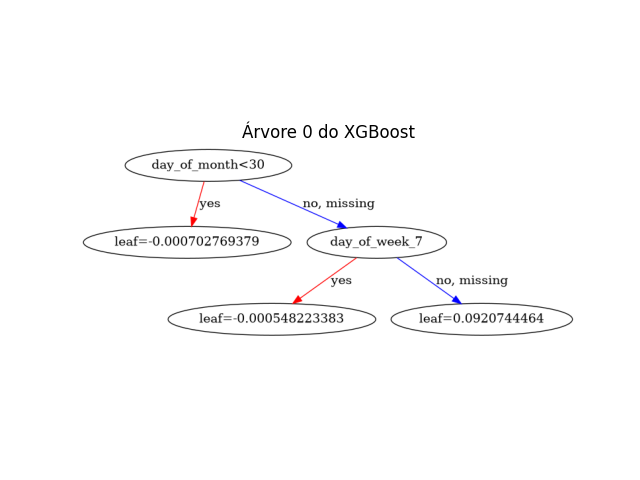 Árvore 0 do XGBoost
day_of_month<30
yes
no, missing
leaf=-0.000702769379
day_of_week_7
yes
no, missing
leaf=-0.000548223383
leaf=0.0920744464